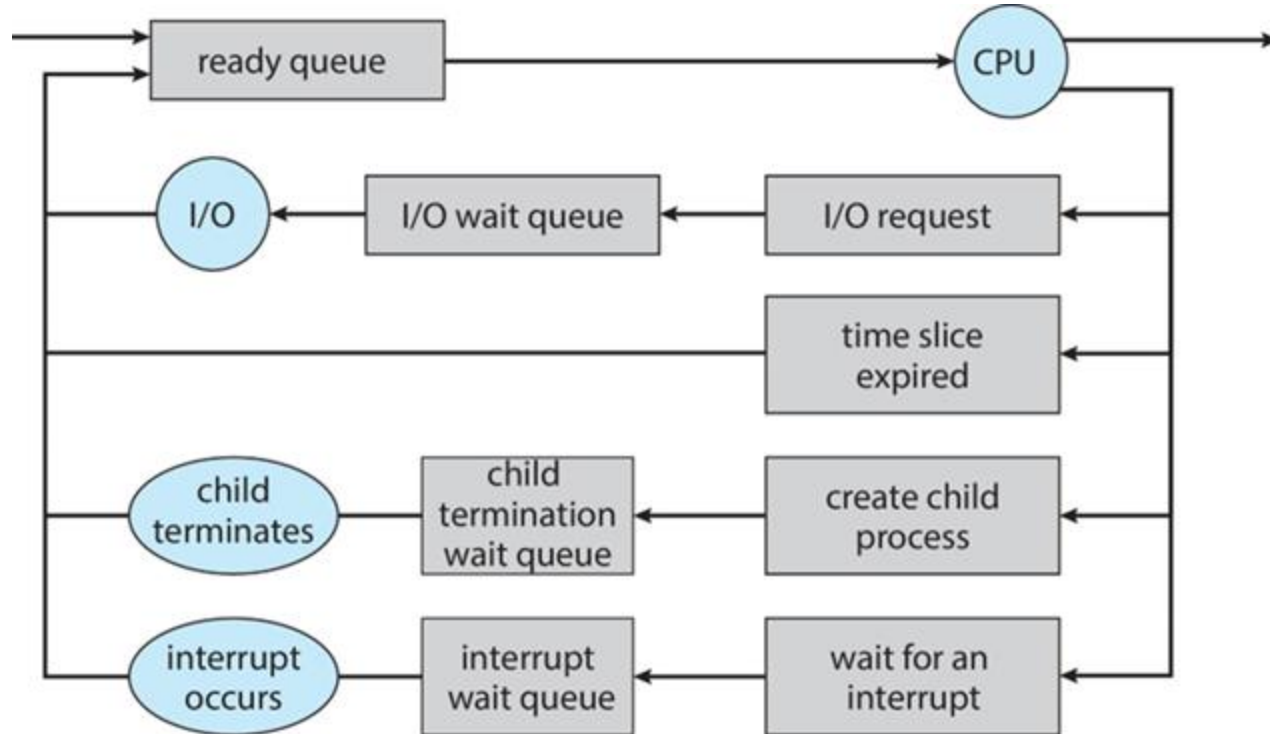 ready queue
CPU
I/O
I/O wait queue
I/O request
time slice
expired
child
terminates
child
termination
wait queue
create child
process
interrupt
occurs
interrupt
wait queue
wait for an
interrupt